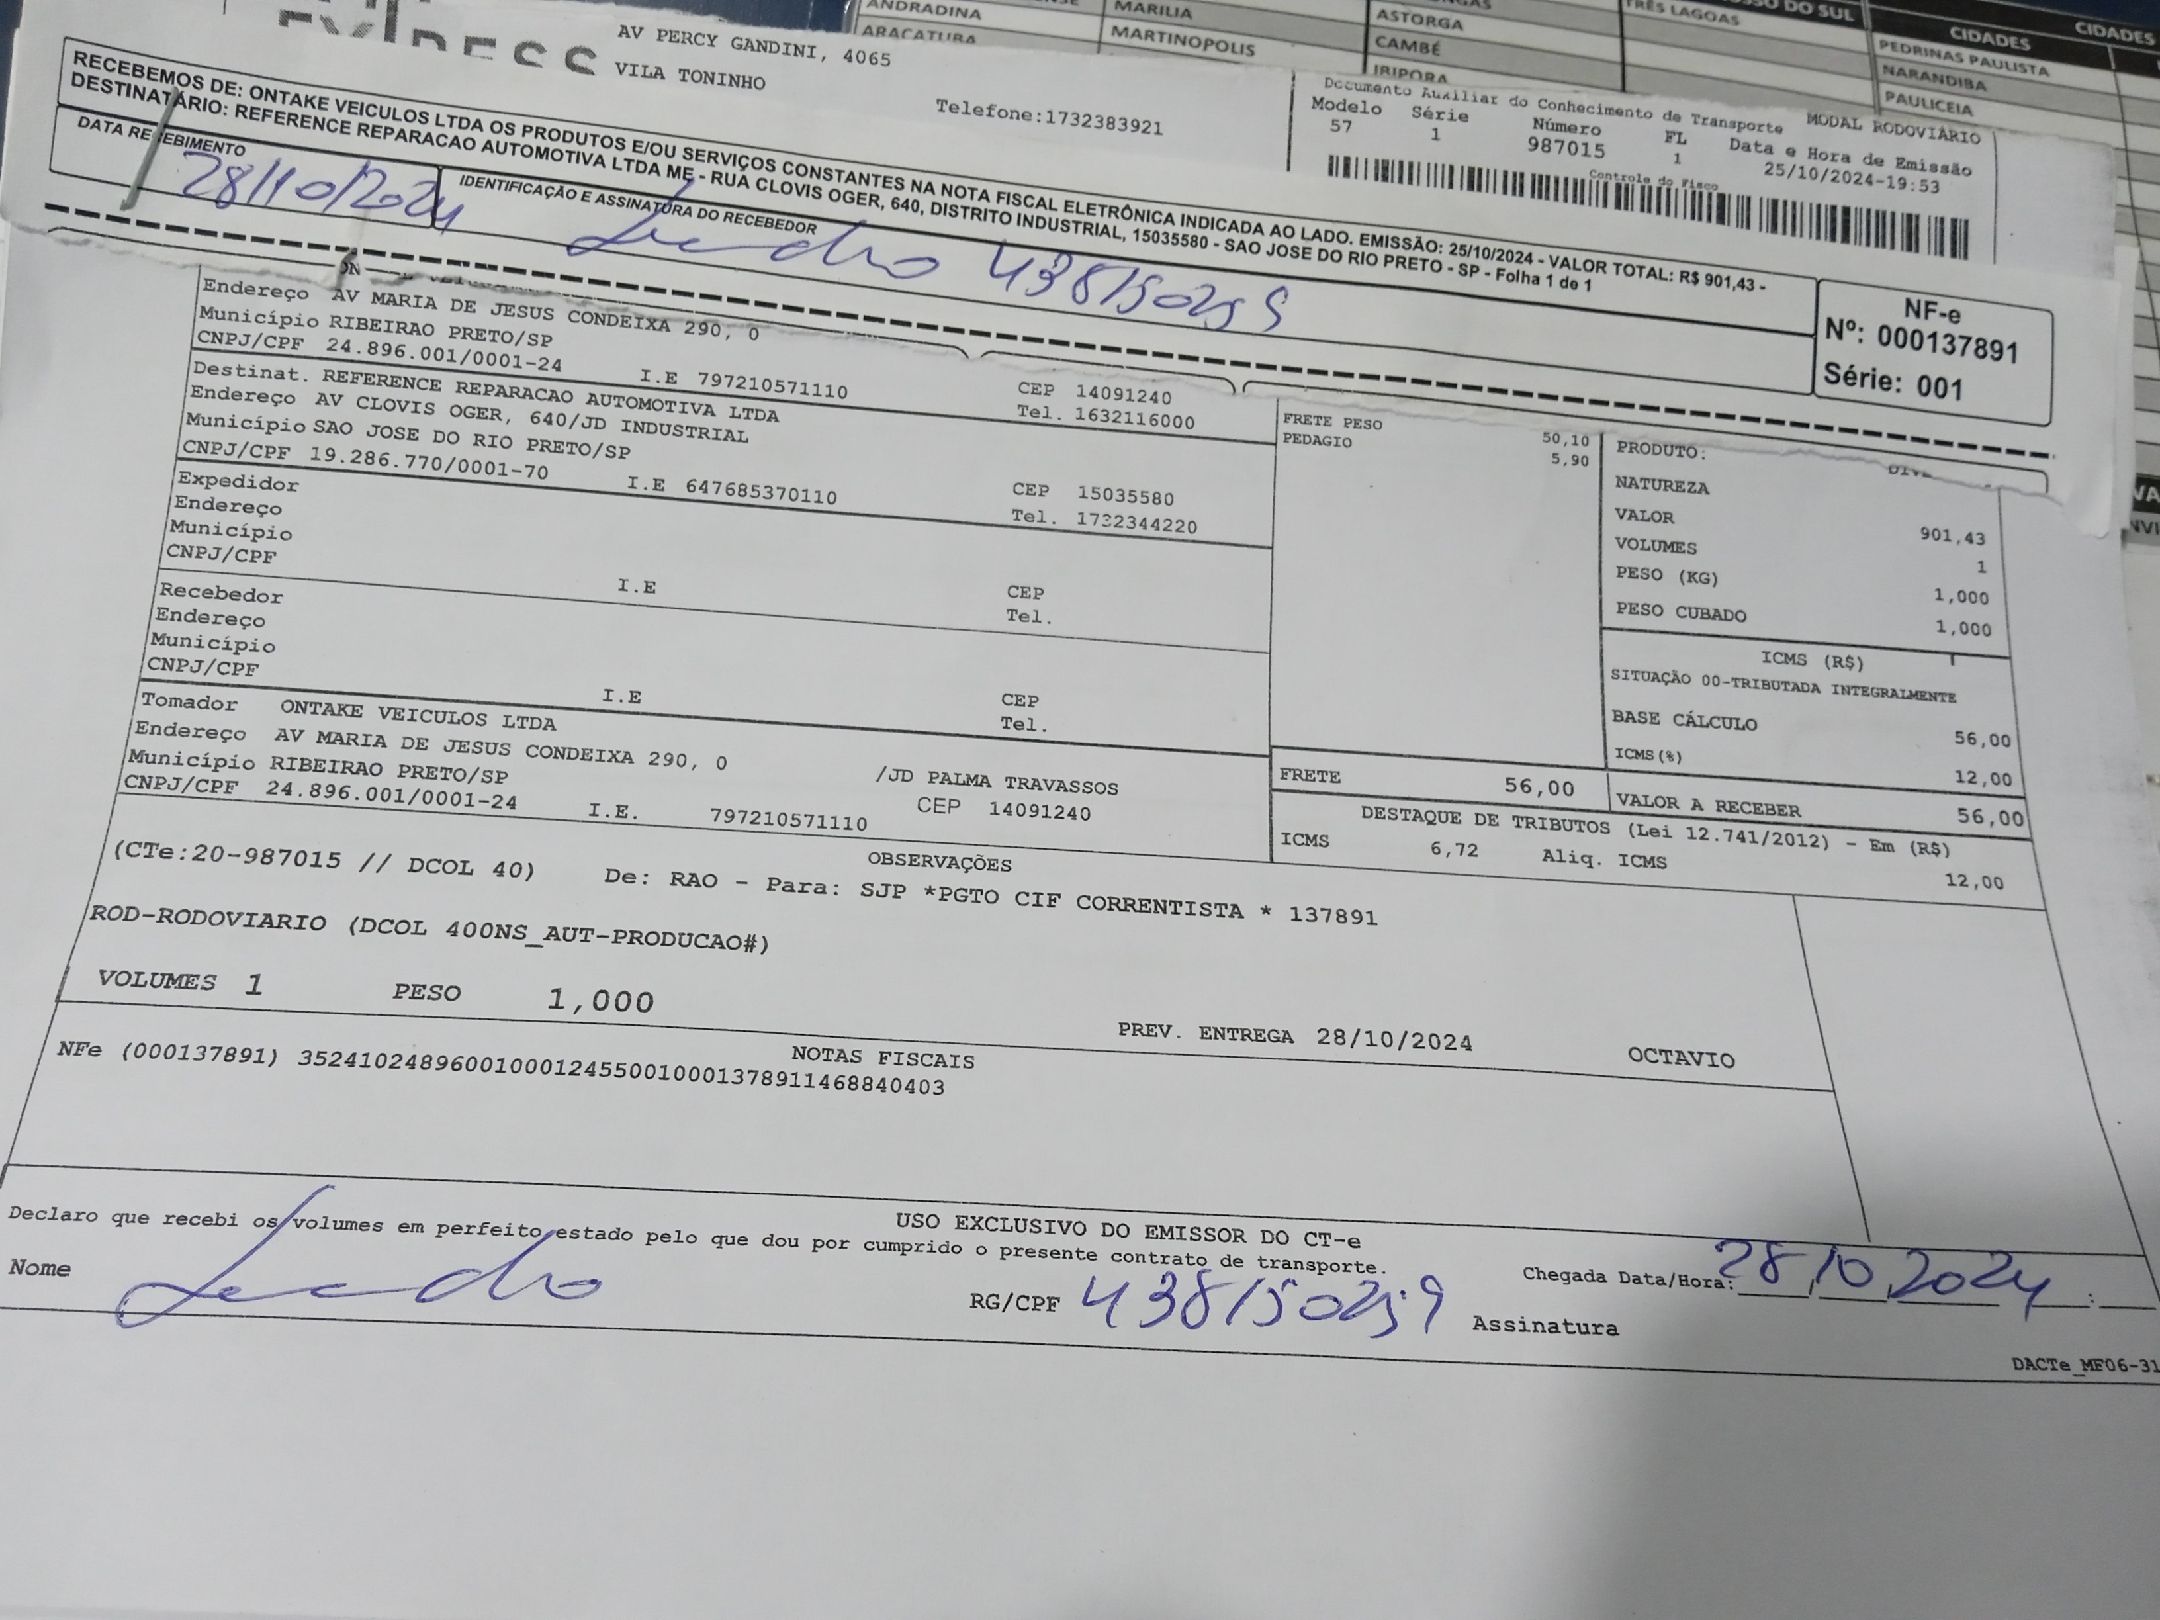 ANDRADINA
MARILIA
ASTORGA
TRÊS LAGOAS
DO SUL
CIDADES
CIDADES
ARAÇATUBA
MARTINOPOLIS
CAMBÉ
IBIPORA
PEDRINAS PAULISTA
NARANDIBA
PAULICEIA
AV PERCY GANDINI, 4065
VILA TONINHO
Telefone:1732383921
Documento Auxiliar do Conhecimento de Transporte
MODAL RODOVIÁRIO
Modelo Série Número FL Data e Hora de Emissão
57 1 987015 1 25/10/2024-19:53
Controle do Fisco
RECEBEMOS DE: ONTAKE VEICULOS LTDA OS PRODUTOS E/OU SERVIÇOS CONSTANTES NA NOTA FISCAL ELETRÔNICA INDICADA AO LADO. EMISSÃO: 25/10/2024 - VALOR TOTAL: R$ 901,43 -
DESTINATÁRIO: REFERENCE REPARACAO AUTOMOTIVA LTDA ME - RUA CLOVIS OGER, 640, DISTRITO INDUSTRIAL, 15035580 - SAO JOSE DO RIO PRETO - SP - Folha 1 de 1
DATA RECEBIMENTO
28/10/2024
IDENTIFICAÇÃO E ASSINATURA DO RECEBEDOR
NF-e
Nº: 000137891
Série: 001
Endereço AV MARIA DE JESUS CONDEIXA 290, 0
Município RIBEIRAO PRETO/SP
CEP 14091240
CNPJ/CPF 24.896.001/0001-24 I.E 797210571110 Tel. 1632116000
Destinat. REFERENCE REPARACAO AUTOMOTIVA LTDA
Endereço AV CLOVIS OGER, 640/JD INDUSTRIAL
Município SAO JOSE DO RIO PRETO/SP CEP 15035580
CNPJ/CPF 19.286.770/0001-70 I.E 647685370110 Tel. 1732344220
Expedidor
Endereço
Município CEP
CNPJ/CPF I.E Tel.
Recebedor
Endereço
Município CEP
CNPJ/CPF I.E Tel.
Tomador ONTAKE VEICULOS LTDA
Endereço AV MARIA DE JESUS CONDEIXA 290, 0 /JD PALMA TRAVASSOS
Município RIBEIRAO PRETO/SP CEP 14091240
CNPJ/CPF 24.896.001/0001-24 I.E. 797210571110
FRETE PESO 50,10
PEDAGIO 5,90
PRODUTO:
NATUREZA
VALOR 901,43
VOLUMES 1
PESO (KG) 1,000
PESO CUBADO 1,000
ICMS (R$)
SITUAÇÃO 00-TRIBUTADA INTEGRALMENTE
BASE CÁLCULO 56,00
ICMS(%) 12,00
FRETE 56,00 VALOR A RECEBER 56,00
DESTAQUE DE TRIBUTOS (Lei 12.741/2012) - Em (R$)
ICMS 6,72 Aliq. ICMS 12,00
OBSERVAÇÕES
(CTe:20-987015 // DCOL 40) De: RAO - Para: SJP *PGTO CIF CORRENTISTA * 137891
ROD-RODOVIARIO (DCOL 400NS_AUT-PRODUCAO#)
VOLUMES 1 PESO 1,000 PREV. ENTREGA 28/10/2024 OCTAVIO
NOTAS FISCAIS
NFe (000137891) 35241024896001000124550010001378911468840403
USO EXCLUSIVO DO EMISSOR DO CT-e
Declaro que recebi os volumes em perfeito estado pelo que dou por cumprido o presente contrato de transporte.
Nome RG/CPF 438150259 Assinatura Chegada Data/Hora: 28/10/2024
DACTe_MF06-31